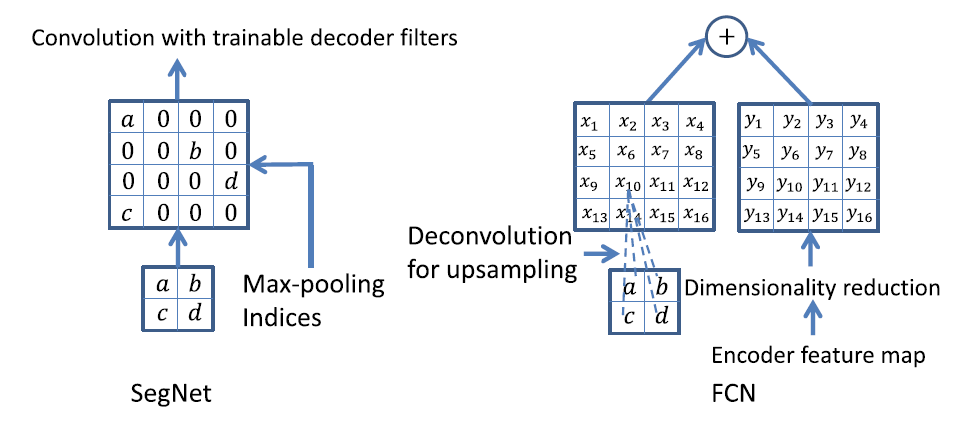 Convolution with trainable decoder filters
a 0 0 0
0 0 b 0
0 0 0 d
c 0 0 0
a b
c d
Max-pooling
Indices
SegNet
+
x₁ x₂ x₃ x₄
x₅ x₆ x₇ x₈
x₉ x₁₀ x₁₁ x₁₂
x₁₃ x₁₄ x₁₅ x₁₆
y₁ y₂ y₃ y₄
y₅ y₆ y₇ y₈
y₉ y₁₀ y₁₁ y₁₂
y₁₃ y₁₄ y₁₅ y₁₆
Deconvolution
for upsampling
a b
c d
Dimensionality reduction
Encoder feature map
FCN